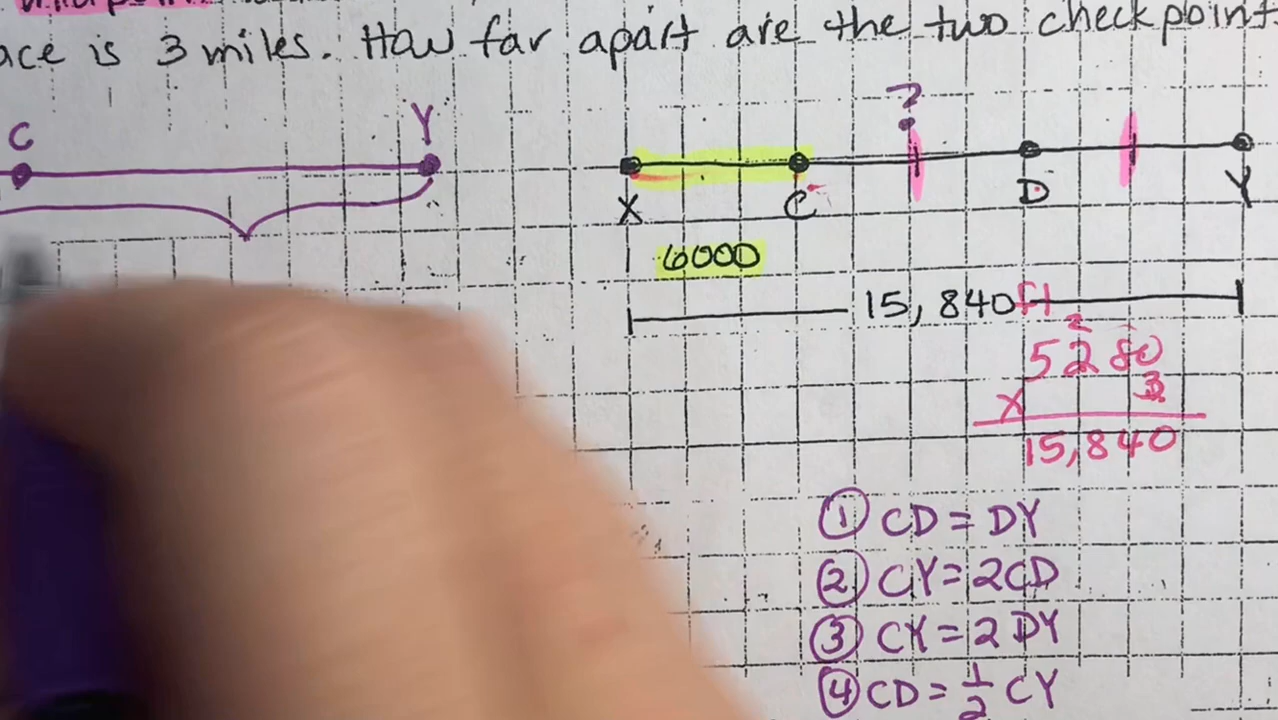 ace is 3 miles. How far apart are the two checkpoint
C Y
?
X C D Y
6000
15,840 ft
2
5280
x 3
15,840
① CD = DY
② CY = 2CD
③ CY = 2 DY
④ CD = 1/2 CY